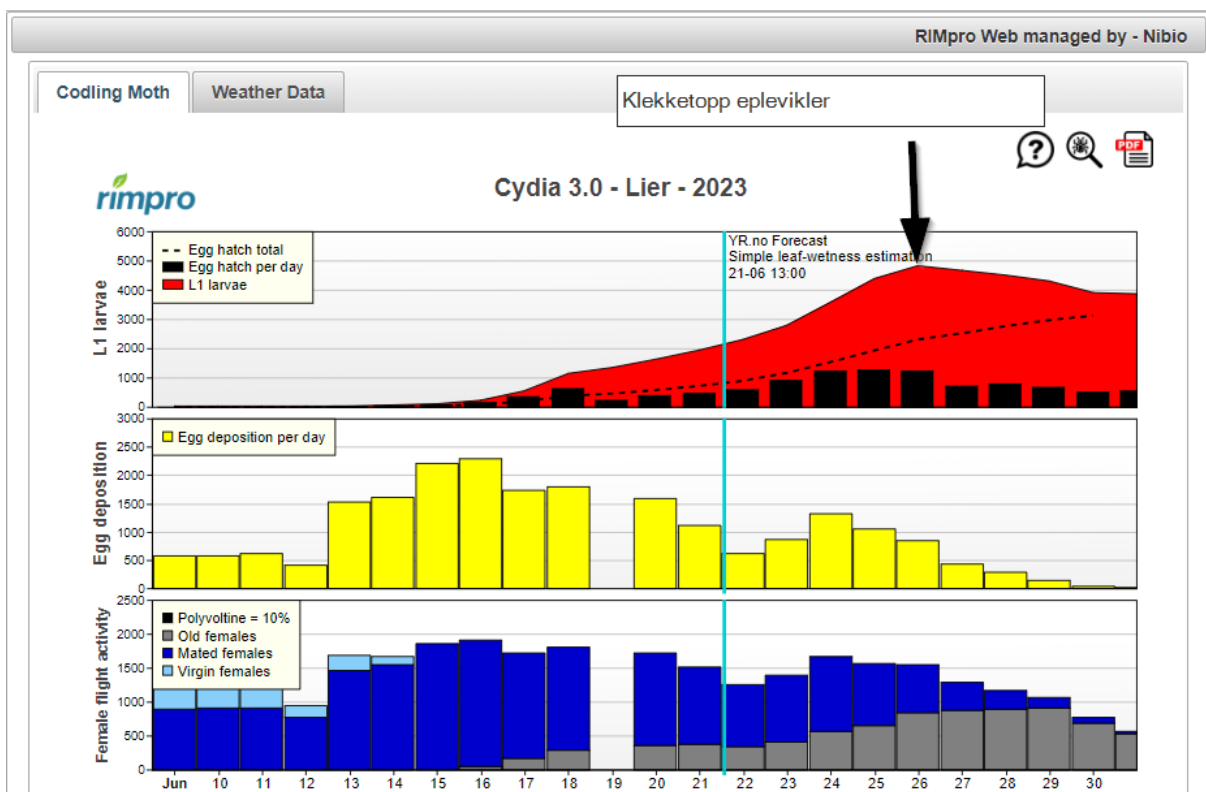 RIMpro Web managed by - Nibio
Codling Moth
Weather Data
Klekketopp eplevikler
?
PDF
rimpro
Cydia 3.0 - Lier - 2023
L1 larvae
6000
5000
4000
3000
2000
1000
0
Egg hatch total
Egg hatch per day
L1 larvae
YR.no Forecast
Simple leaf-wetness estimation
21-06 13:00
Egg deposition
3000
2500
2000
1500
1000
500
0
Egg deposition per day
Female flight activity
2500
2000
1500
1000
500
0
Polyvoltine = 10%
Old females
Mated females
Virgin females
Jun 10 11 12 13 14 15 16 17 18 19 20 21 22 23 24 25 26 27 28 29 30